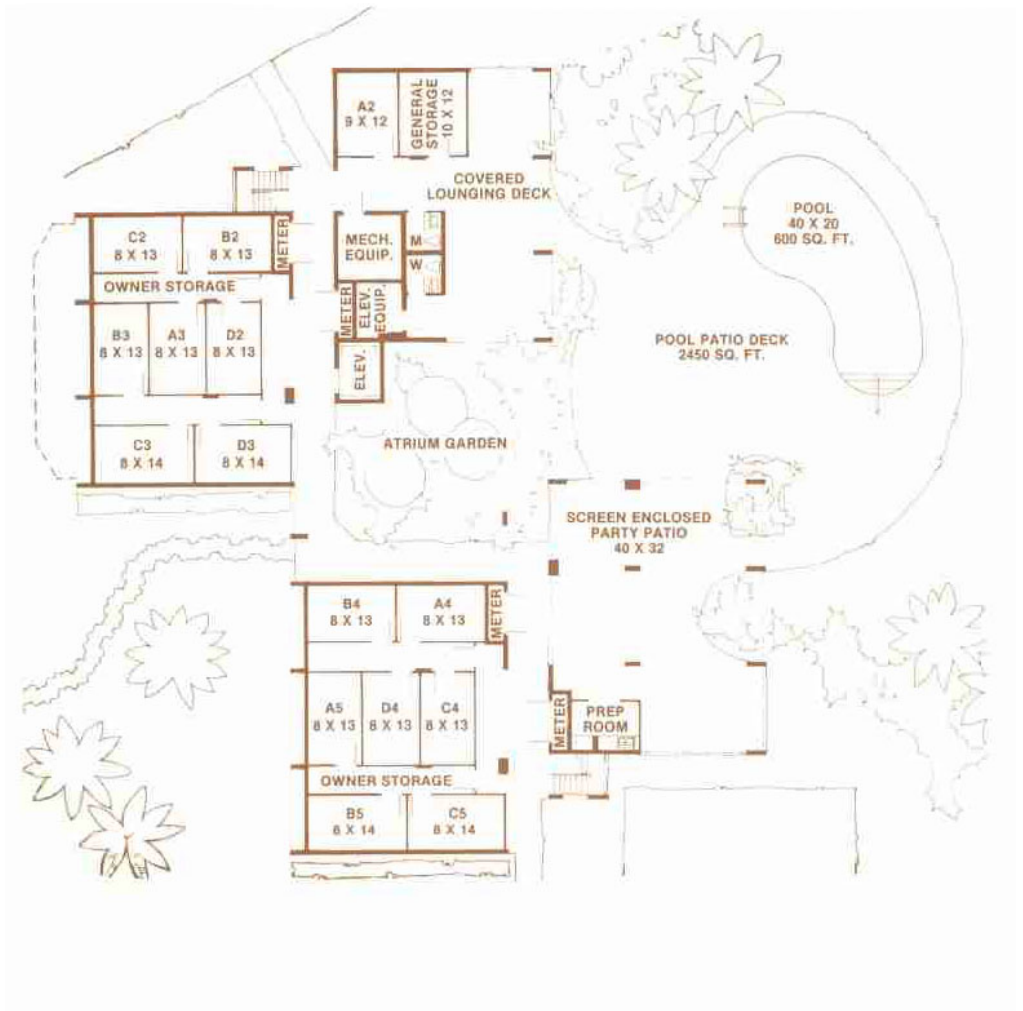 A2
9 X 12
GENERAL
STORAGE
10 X 12
COVERED
LOUNGING DECK
POOL
40 X 20
600 SQ. FT.
C2
8 X 13
B2
8 X 13
METER
MECH.
EQUIP.
M
W
OWNER STORAGE
METER
ELEV.
EQUIP.
B3
8 X 13
A3
8 X 13
D2
8 X 13
POOL PATIO DECK
2450 SQ. FT.
ELEV.
C3
8 X 14
D3
8 X 14
ATRIUM GARDEN
SCREEN ENCLOSED
PARTY PATIO
40 X 32
B4
8 X 13
A4
8 X 13
METER
A5
8 X 13
D4
8 X 13
C4
8 X 13
METER
PREP
ROOM
OWNER STORAGE
B5
8 X 14
C5
8 X 14